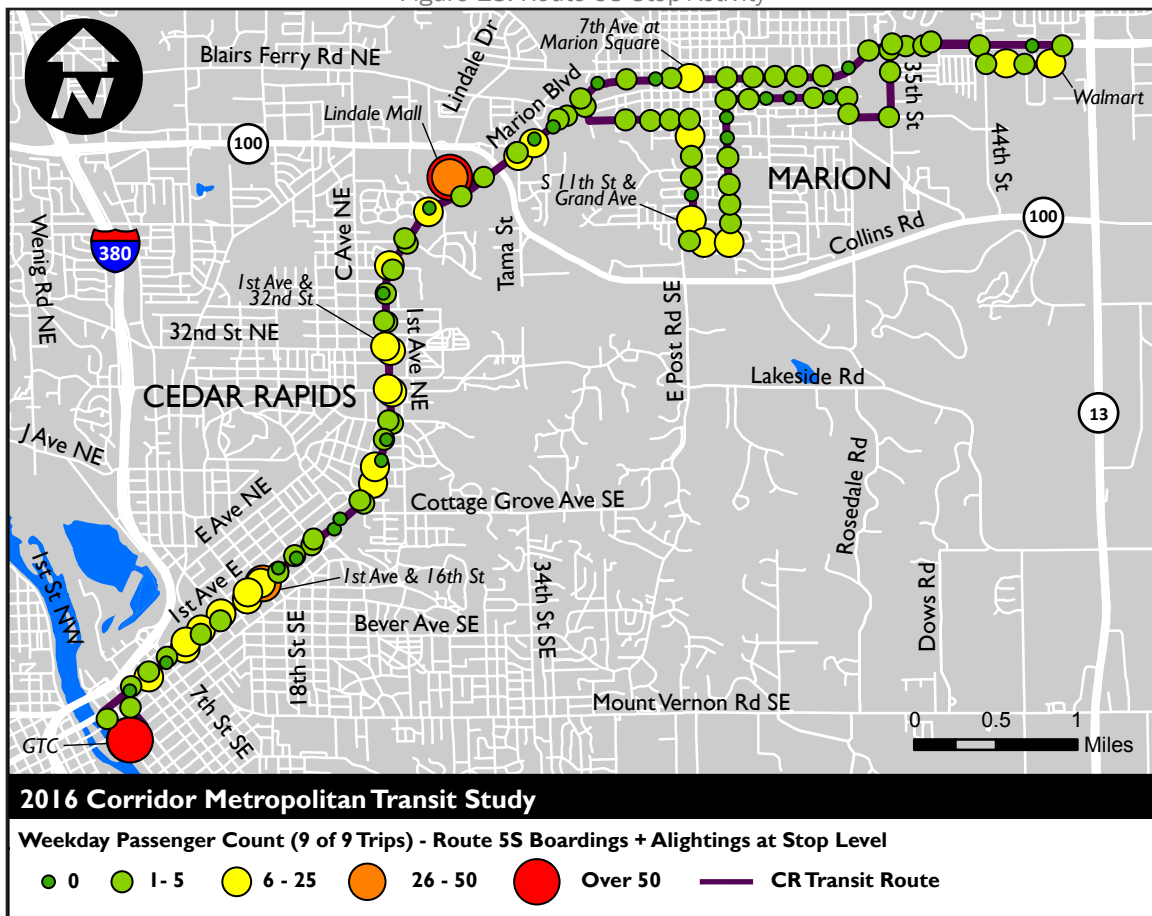 Figure 23: Route 5S Stop Activity
N
Blairs Ferry Rd NE
Lindale Dr
7th Ave at
Marion Square
Marion Blvd
Lindale Mall
100
35th St
Walmart
44th St
MARION
S 11th St &
Grand Ave
100
Collins Rd
Wenig Rd NE
380
C Ave NE
Tama St
1st Ave &
32nd St
32nd St NE
1st Ave NE
E Post Rd SE
CEDAR RAPIDS
Lakeside Rd
13
J Ave NE
E Ave NE
Cottage Grove Ave SE
Rosedale Rd
1st St NW
1st Ave E
1st Ave & 16th St
18th St SE
Bever Ave SE
34th St SE
Dows Rd
7th St SE
Mount Vernon Rd SE
GTC
0 0.5 1
Miles
2016 Corridor Metropolitan Transit Study
Weekday Passenger Count (9 of 9 Trips) - Route 5S Boardings + Alightings at Stop Level
0 1 - 5 6 - 25 26 - 50 Over 50 CR Transit Route